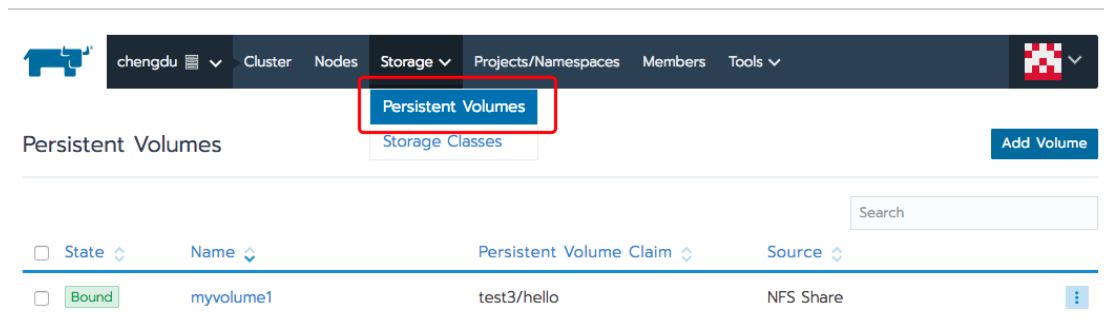 chengdu Cluster Nodes Storage Projects/Namespaces Members Tools
Persistent Volumes
Storage Classes
Persistent Volumes
Add Volume
Search
State Name Persistent Volume Claim Source
Bound myvolume1 test3/hello NFS Share